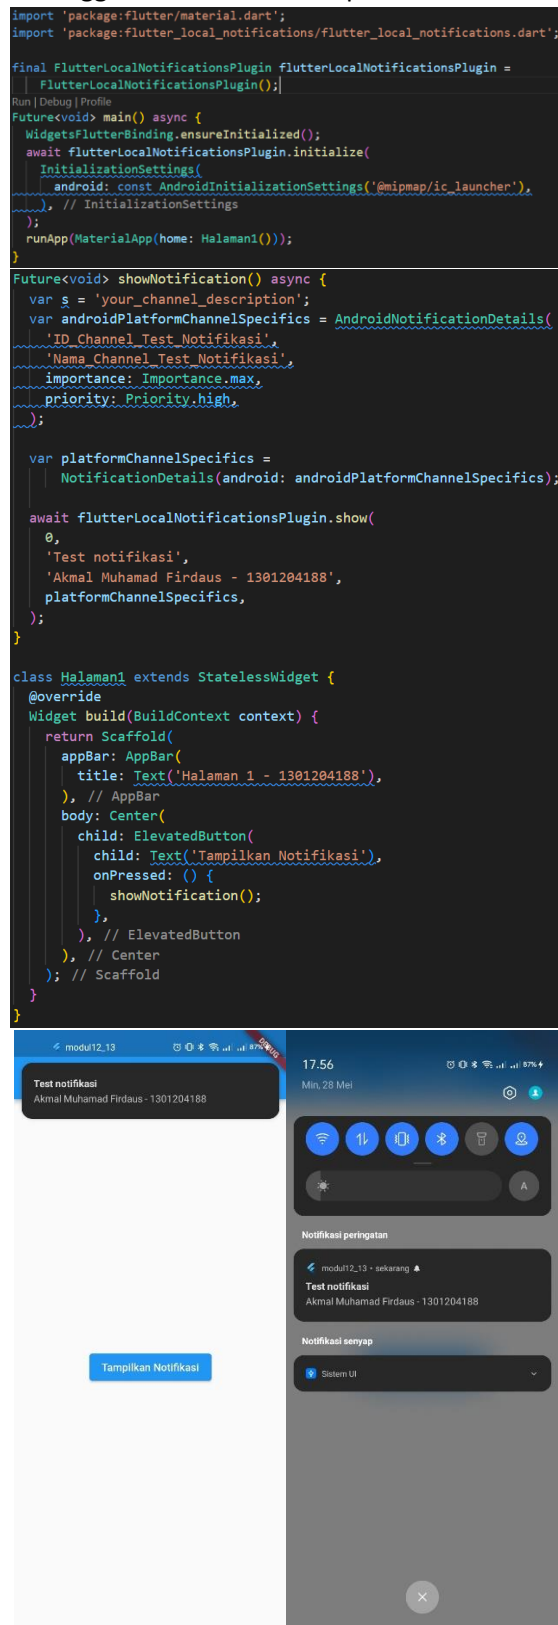 import 'package:flutter/material.dart';
import 'package:flutter_local_notifications/flutter_local_notifications.dart';
final FlutterLocalNotificationsPlugin flutterLocalNotificationsPlugin =
FlutterLocalNotificationsPlugin();
Run | Debug | Profile
Future<void> main() async {
WidgetsFlutterBinding.ensureInitialized();
await flutterLocalNotificationsPlugin.initialize(
InitializationSettings(
android: const AndroidInitializationSettings('@mipmap/ic_launcher'),
), // InitializationSettings
);
runApp(MaterialApp(home: Halaman1()));
}
Future<void> showNotification() async {
var s = 'your_channel_description';
var androidPlatformChannelSpecifics = AndroidNotificationDetails(
'ID_Channel_Test_Notifikasi',
'Nama_Channel_Test_Notifikasi',
importance: Importance.max,
priority: Priority.high,
);
var platformChannelSpecifics =
NotificationDetails(android: androidPlatformChannelSpecifics);
await flutterLocalNotificationsPlugin.show(
0,
'Test notifikasi',
'Akmal Muhamad Firdaus - 1301204188',
platformChannelSpecifics,
);
}
class Halaman1 extends StatelessWidget {
@override
Widget build(BuildContext context) {
return Scaffold(
appBar: AppBar(
title: Text('Halaman 1 - 1301204188'),
), // AppBar
body: Center(
child: ElevatedButton(
child: Text('Tampilkan Notifikasi'),
onPressed: () {
showNotification();
},
), // ElevatedButton
), // Center
); // Scaffold
}
}
modul12_13
DEBUG
Test notifikasi
Akmal Muhamad Firdaus - 1301204188
Tampilkan Notifikasi
17.56
87%
Min, 28 Mei
A
Notifikasi peringatan
modul12_13 • sekarang
Test notifikasi
Akmal Muhamad Firdaus - 1301204188
Notifikasi senyap
Sistem UI